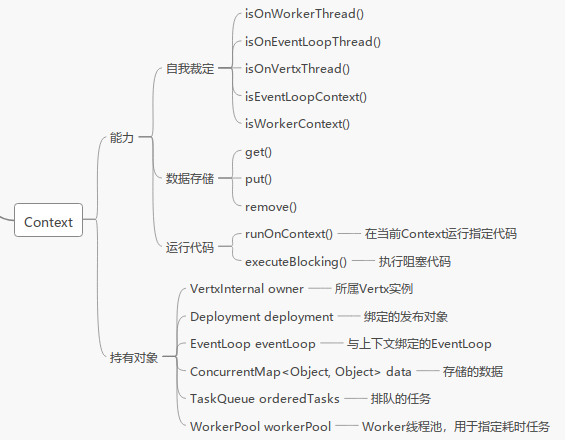 Context
能力
自我裁定
isOnWorkerThread()
isOnEventLoopThread()
isOnVertxThread()
isEventLoopContext()
isWorkerContext()
数据存储
get()
put()
remove()
运行代码
runOnContext() 在当前Context运行指定代码
executeBlocking() 执行阻塞代码
持有对象
VertxInternal owner 所属Vertx实例
Deployment deployment 绑定的发布对象
EventLoop eventLoop 与上下文绑定的EventLoop
ConcurrentMap<Object, Object> data 存储的数据
TaskQueue orderedTasks 排队的任务
WorkerPool workerPool Worker线程池，用于指定耗时任务